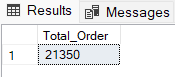 Results Messages
Total_Order
1 21350